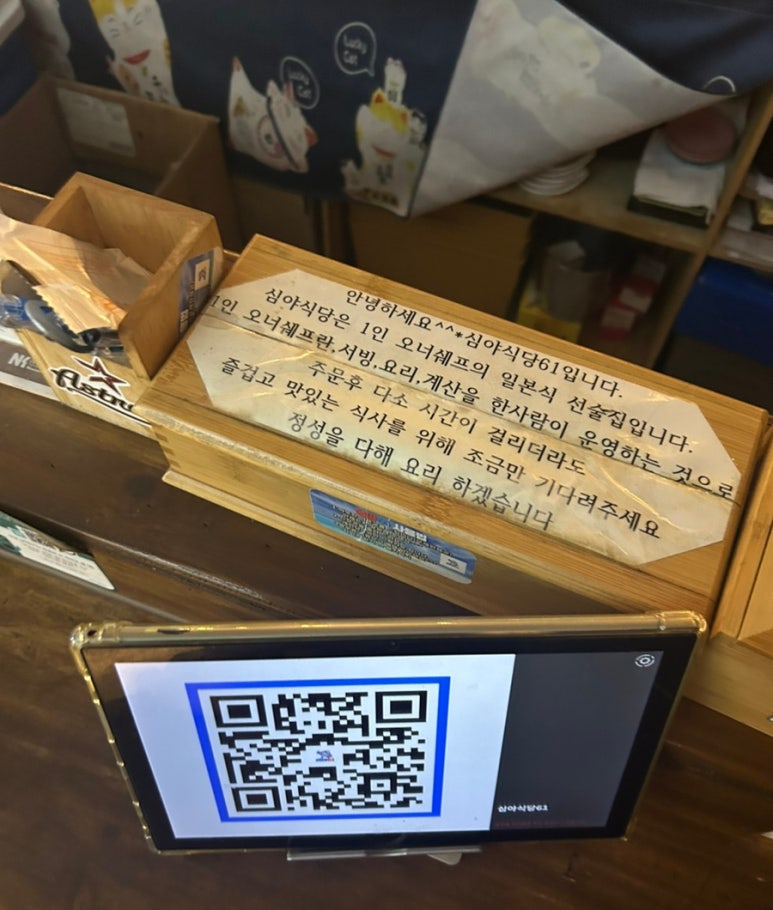 Lucky
Cat
Lucky
Cat
안녕하세요^^*심야식당61입니다.
심야식당은 1인 오너쉐프의 일본식 선술집입니다.
1인 오너쉐프란,서빙,요리,계산을 한사람이 운영하는 것으로
주문후 다소 시간이 걸리더라도
즐겁고 맛있는 식사를 위해 조금만 기다려주세요
정성을 다해 요리 하겠습니다
심야식당61